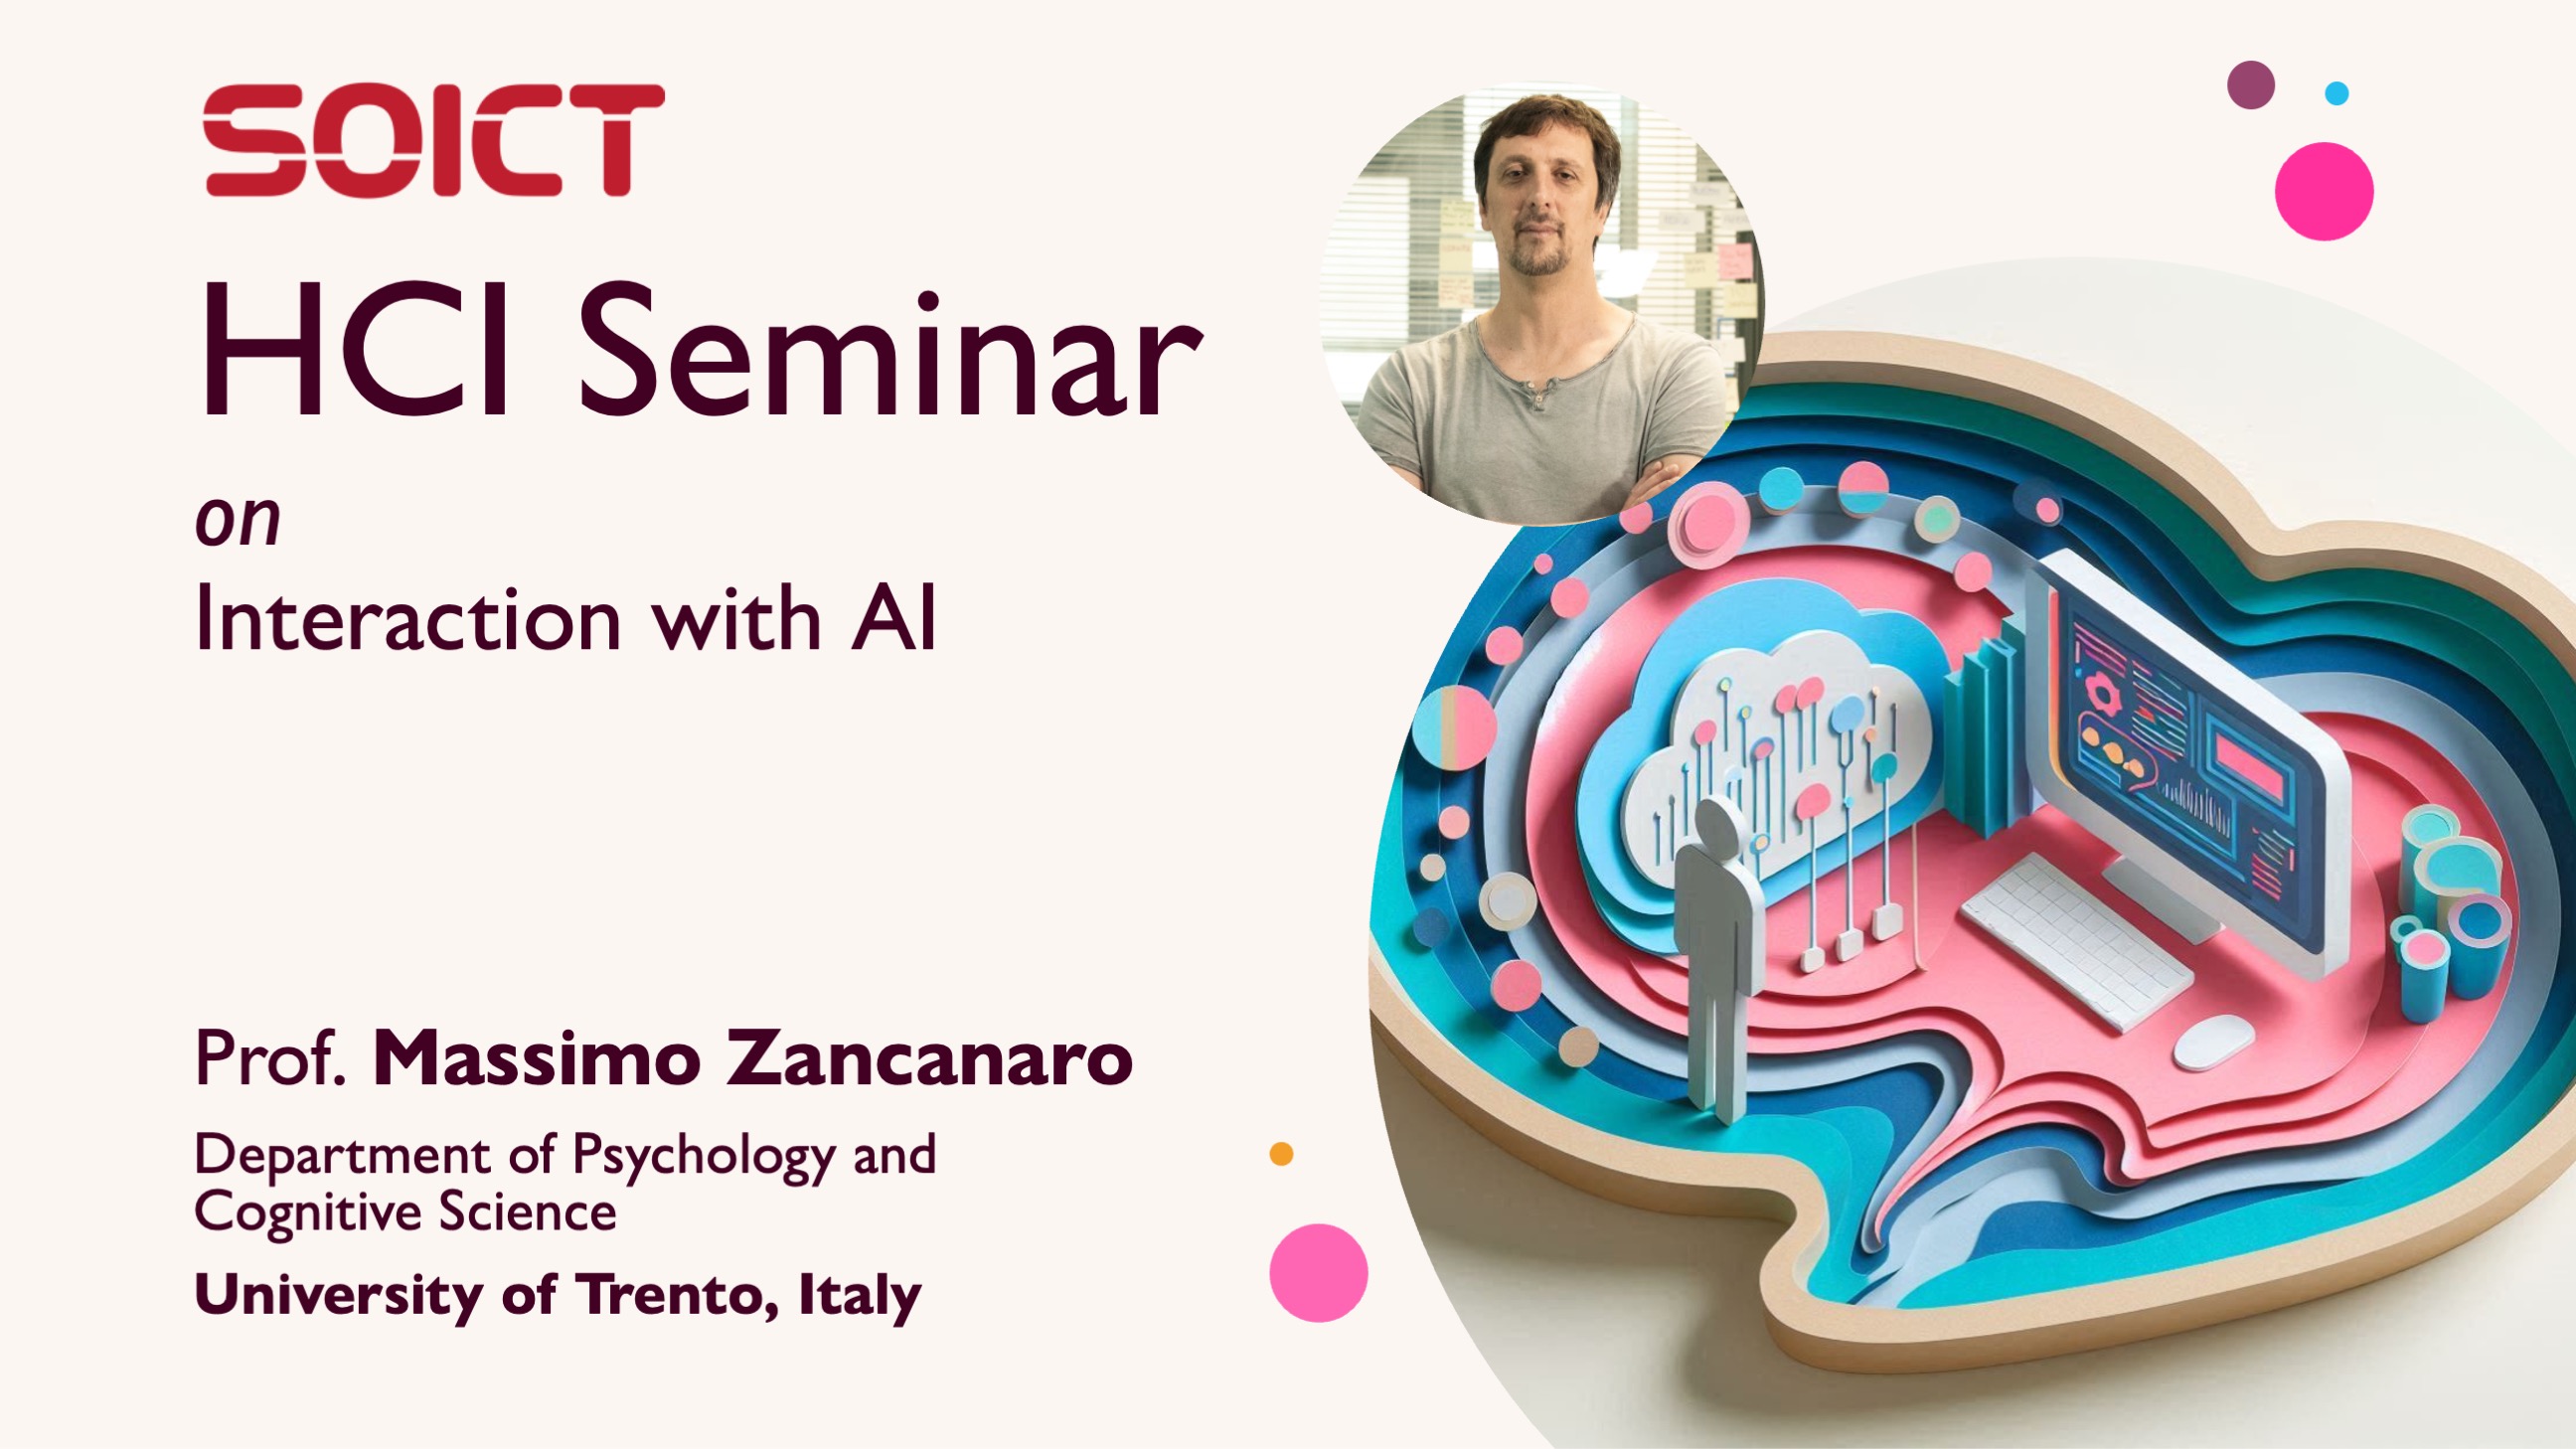 SOICT
HCI Seminar
on
Interaction with AI
Prof. Massimo Zancanaro
Department of Psychology and
Cognitive Science
University of Trento, Italy